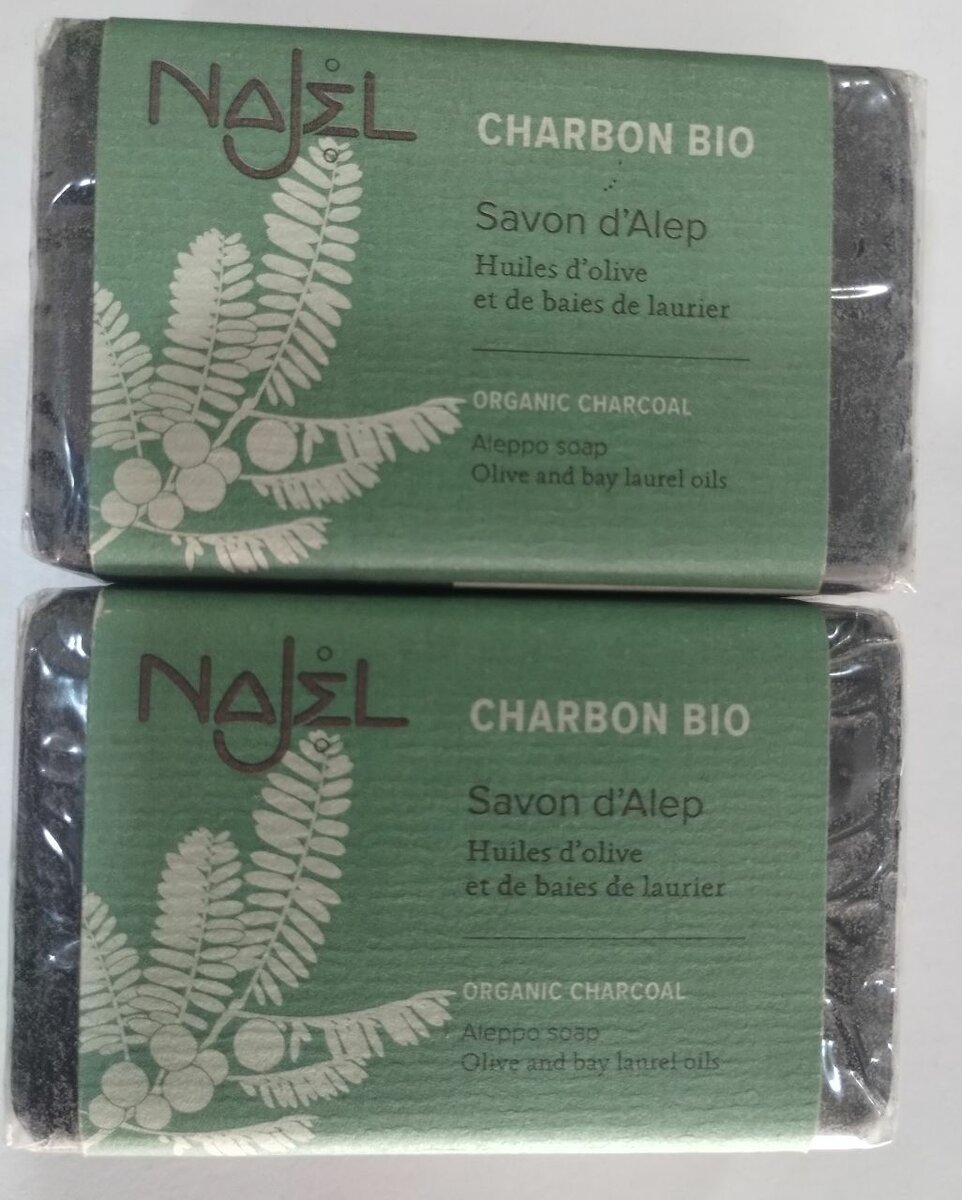 NAJEL
CHARBON BIO
Savon d'Alep
Huiles d'olive
et de baies de laurier
ORGANIC CHARCOAL
Aleppo soap
Olive and bay laurel oils
NAJEL
CHARBON BIO
Savon d'Alep
Huiles d'olive
et de baies de laurier
ORGANIC CHARCOAL
Aleppo soap
Olive and bay laurel oils